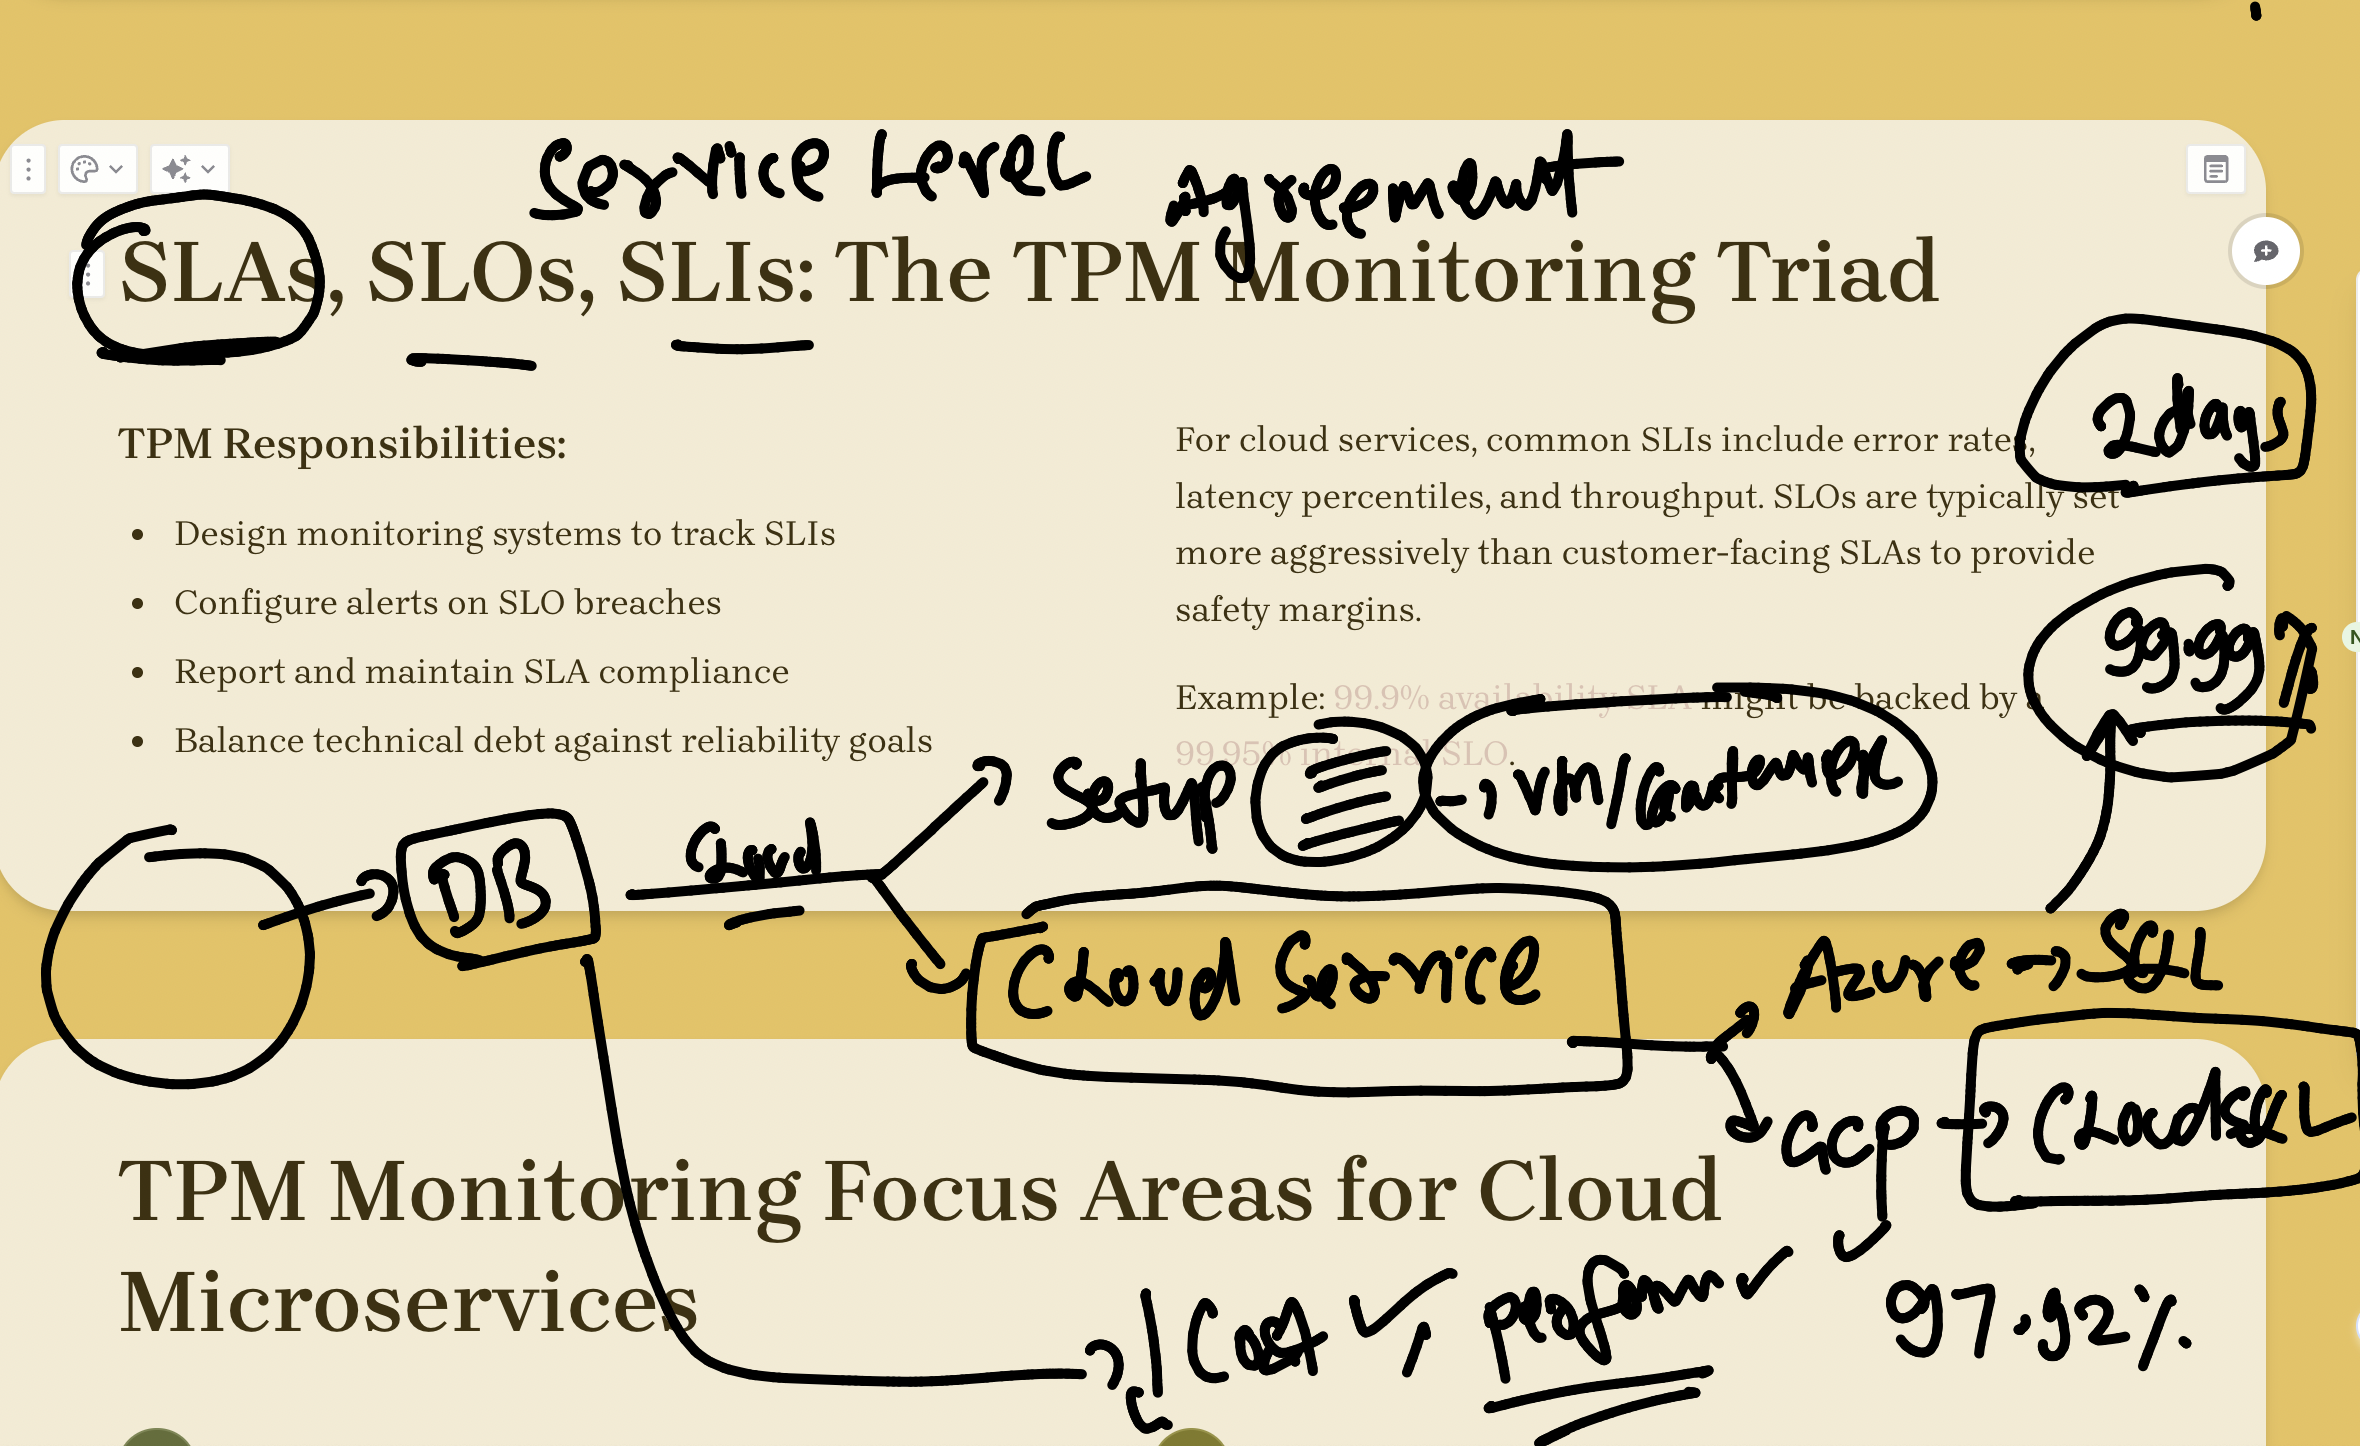 Service Level Agreement
SLAs, SLOs, SLIs: The TPM Monitoring Triad
2 days
TPM Responsibilities:
Design monitoring systems to track SLIs
Configure alerts on SLO breaches
Report and maintain SLA compliance
Balance technical debt against reliability goals
For cloud services, common SLIs include error rates,
latency percentiles, and throughput. SLOs are typically set
more aggressively than customer-facing SLAs to provide
safety margins.
99.99%
Example: 99.9% availability SLA might be backed by a
99.95% internal SLO.
Setup → VM/
DB
Cloud
Cloud Service
Azure → SQL
GCP → CloudSQL
TPM Monitoring Focus Areas for Cloud
Microservices
Cost ✓, perform ✓
97.92%
N